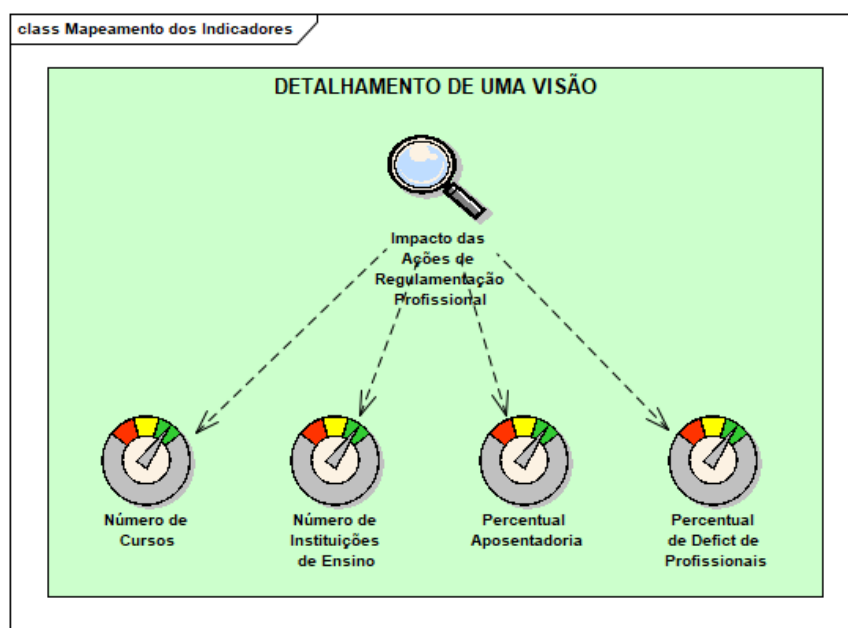 class Mapeamento dos Indicadores
DETALHAMENTO DE UMA VISÃO
Impacto das
Ações de
Regulamentação
Profissional
Número de
Cursos
Número de
Instituições
de Ensino
Percentual
Aposentadoria
Percentual
de Defict de
Profissionais